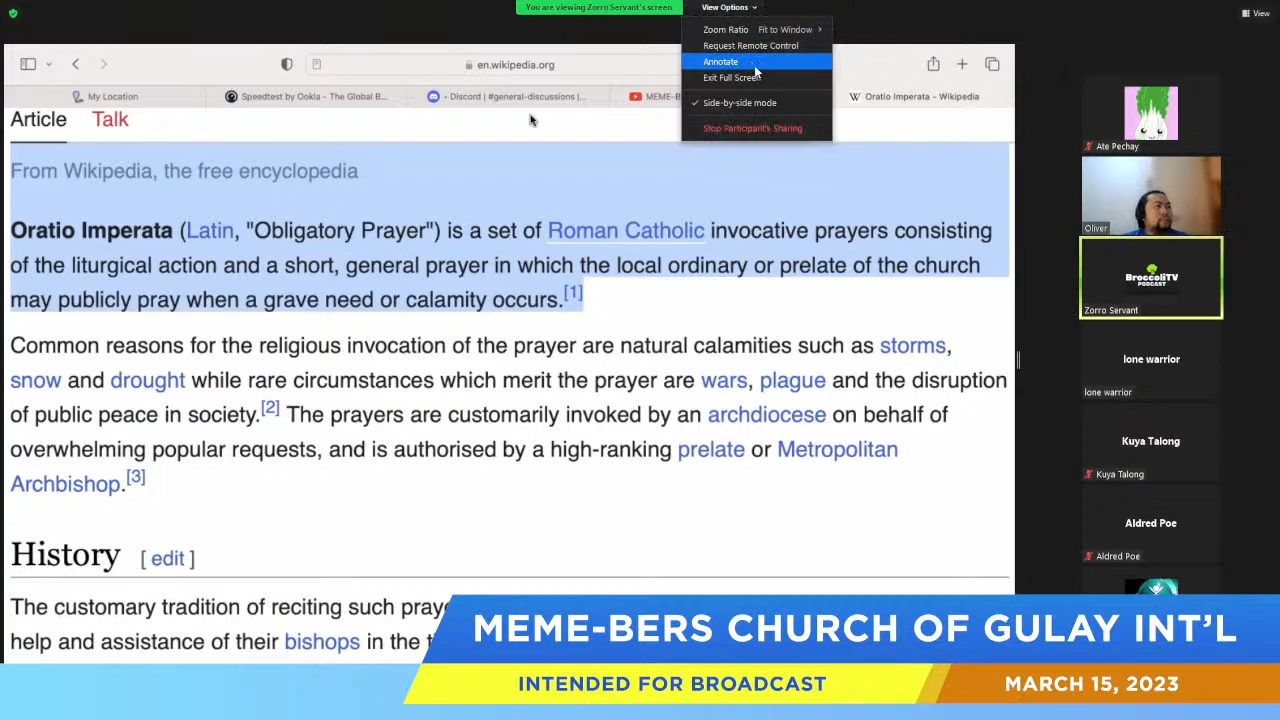 You are viewing Zorro Servant's screen
View Options
View
Zoom Ratio Fit to Window
Request Remote Control
Annotate
Exit Full Screen
Side-by-side mode
Stop Participant's Sharing
en.wikipedia.org
My Location
Speedtest by Ookla - The Global B...
- Discord | #general-discussions |...
MEME-B
Oratio Imperata - Wikipedia
Article Talk
From Wikipedia, the free encyclopedia
Oratio Imperata (Latin, "Obligatory Prayer") is a set of Roman Catholic invocative prayers consisting
of the liturgical action and a short, general prayer in which the local ordinary or prelate of the church
may publicly pray when a grave need or calamity occurs.[1]
Common reasons for the religious invocation of the prayer are natural calamities such as storms,
snow and drought while rare circumstances which merit the prayer are wars, plague and the disruption
of public peace in society.[2] The prayers are customarily invoked by an archdiocese on behalf of
overwhelming popular requests, and is authorised by a high-ranking prelate or Metropolitan
Archbishop.[3]
History [ edit ]
The customary tradition of reciting such praye
help and assistance of their bishops in the t
Ate Pechay
Oliver
BroccoliTV
PODCAST
Zorro Servant
lone warrior
lone warrior
Kuya Talong
Kuya Talong
Aldred Poe
Aldred Poe
MEME-BERS CHURCH OF GULAY INT'L
INTENDED FOR BROADCAST
MARCH 15, 2023